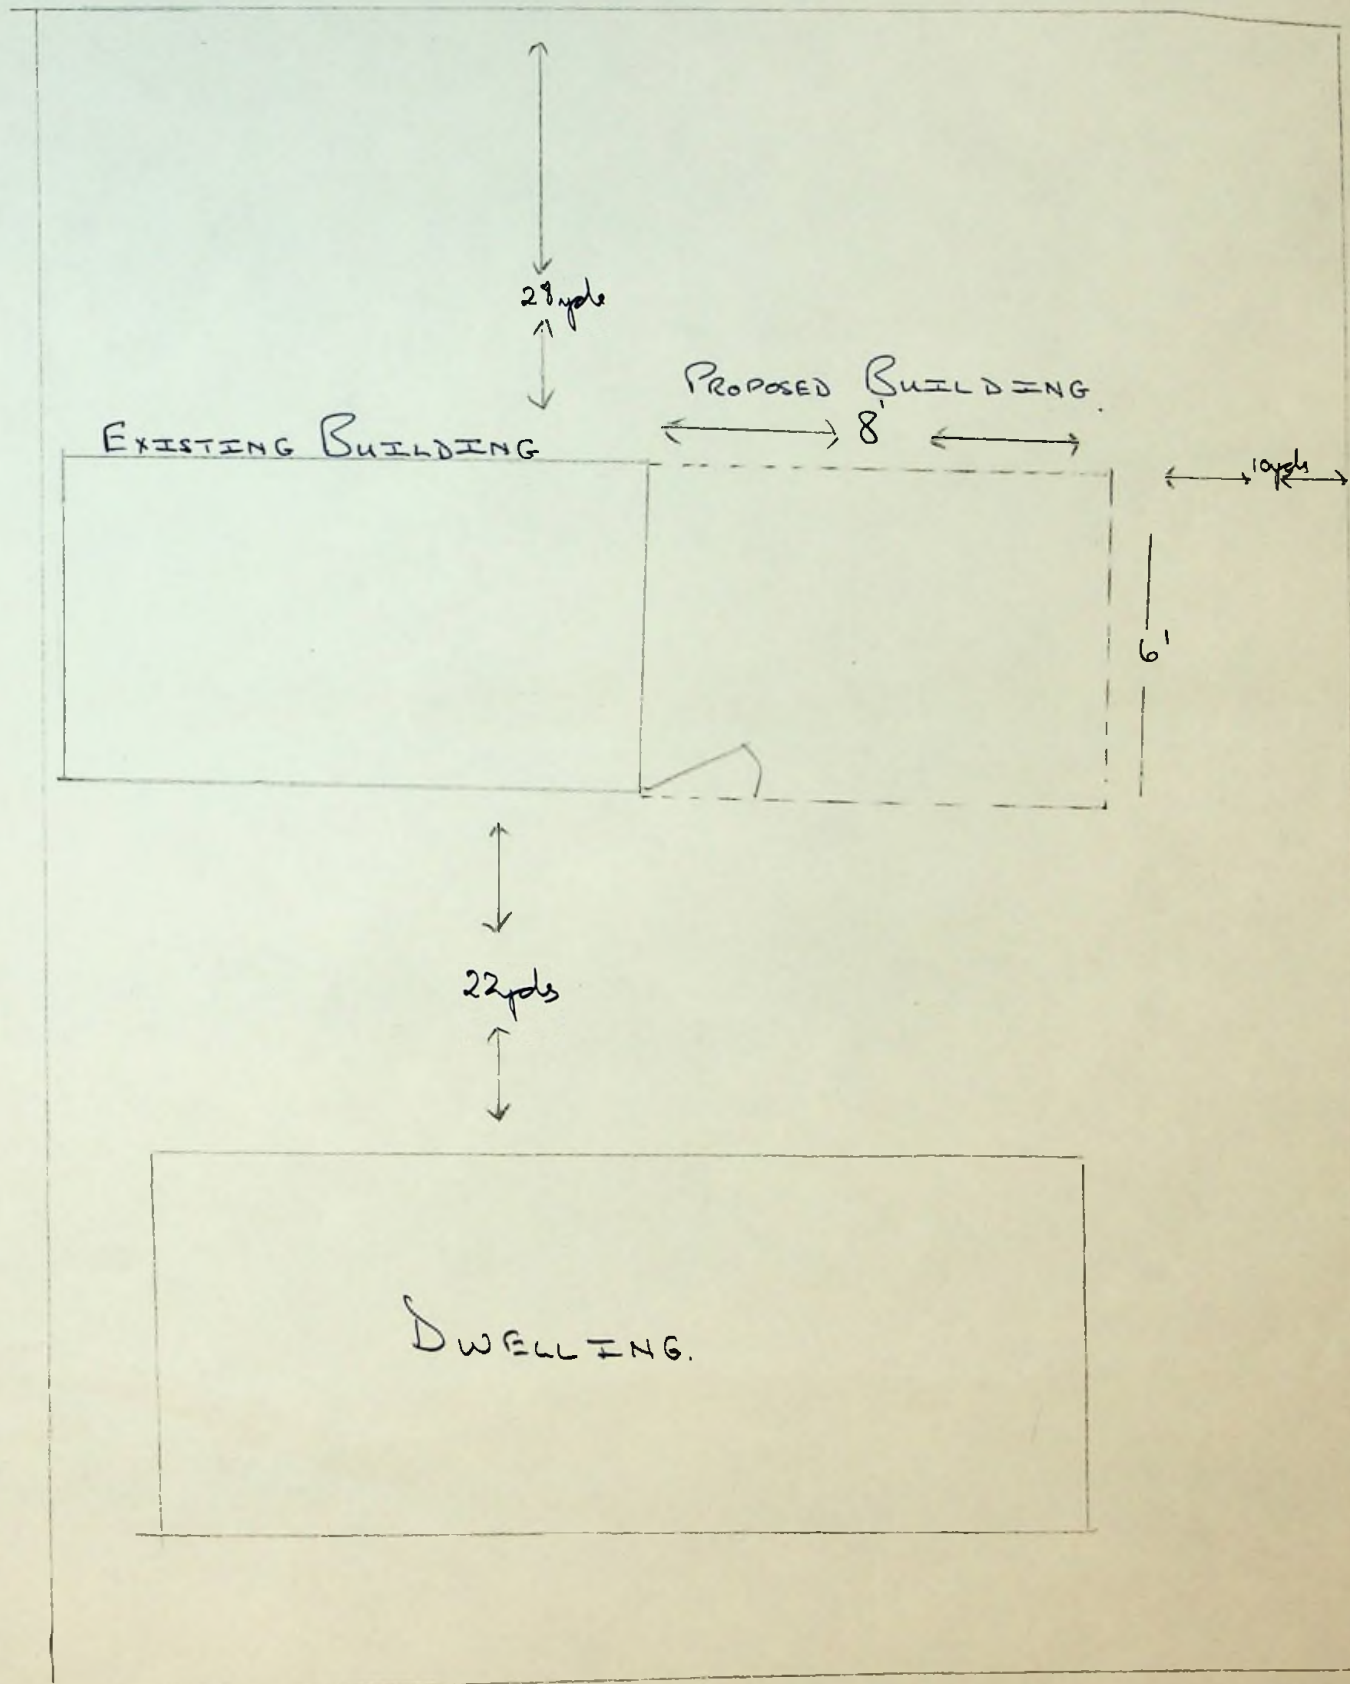 28yds
PROPOSED BUILDING.
8'
EXISTING BUILDING
10yds
6'
22yds
DWELLING.